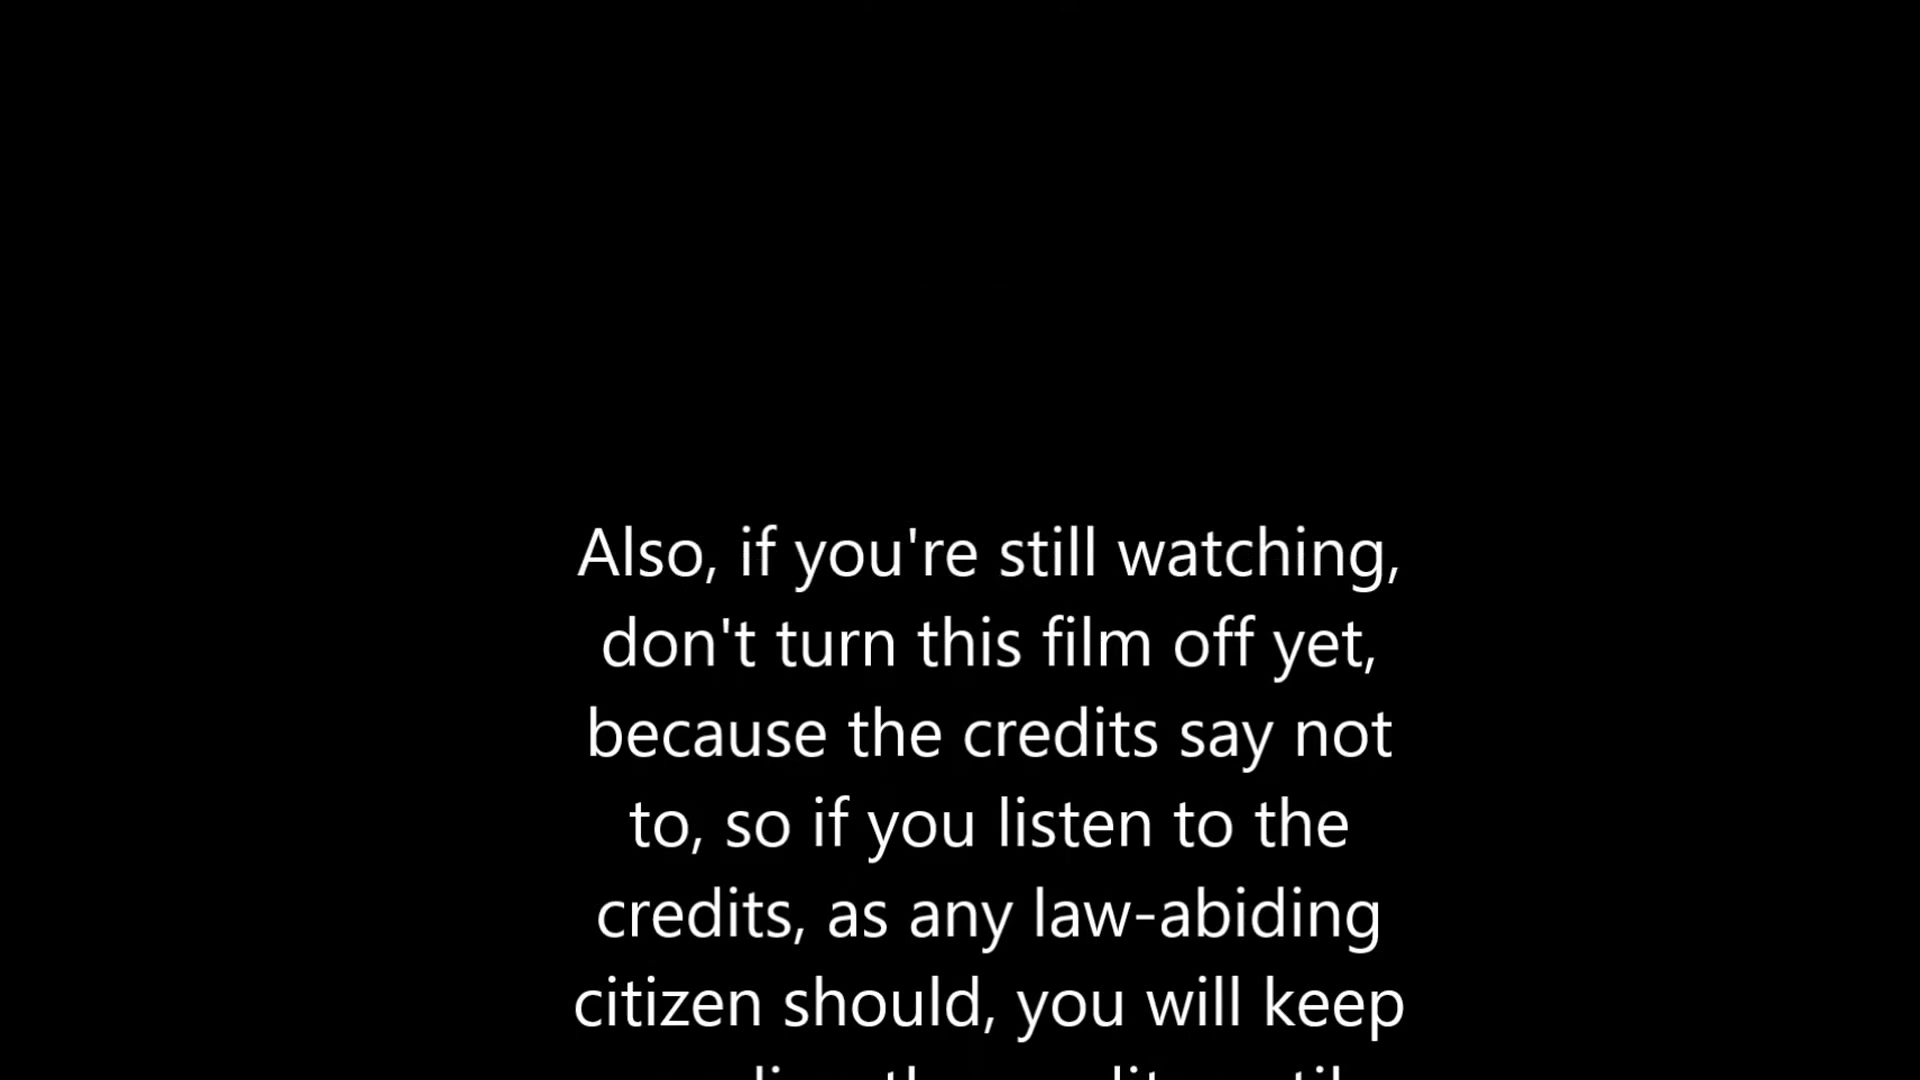 Also, if you're still watching,
don't turn this film off yet,
because the credits say not
to, so if you listen to the
credits, as any law-abiding
citizen should, you will keep